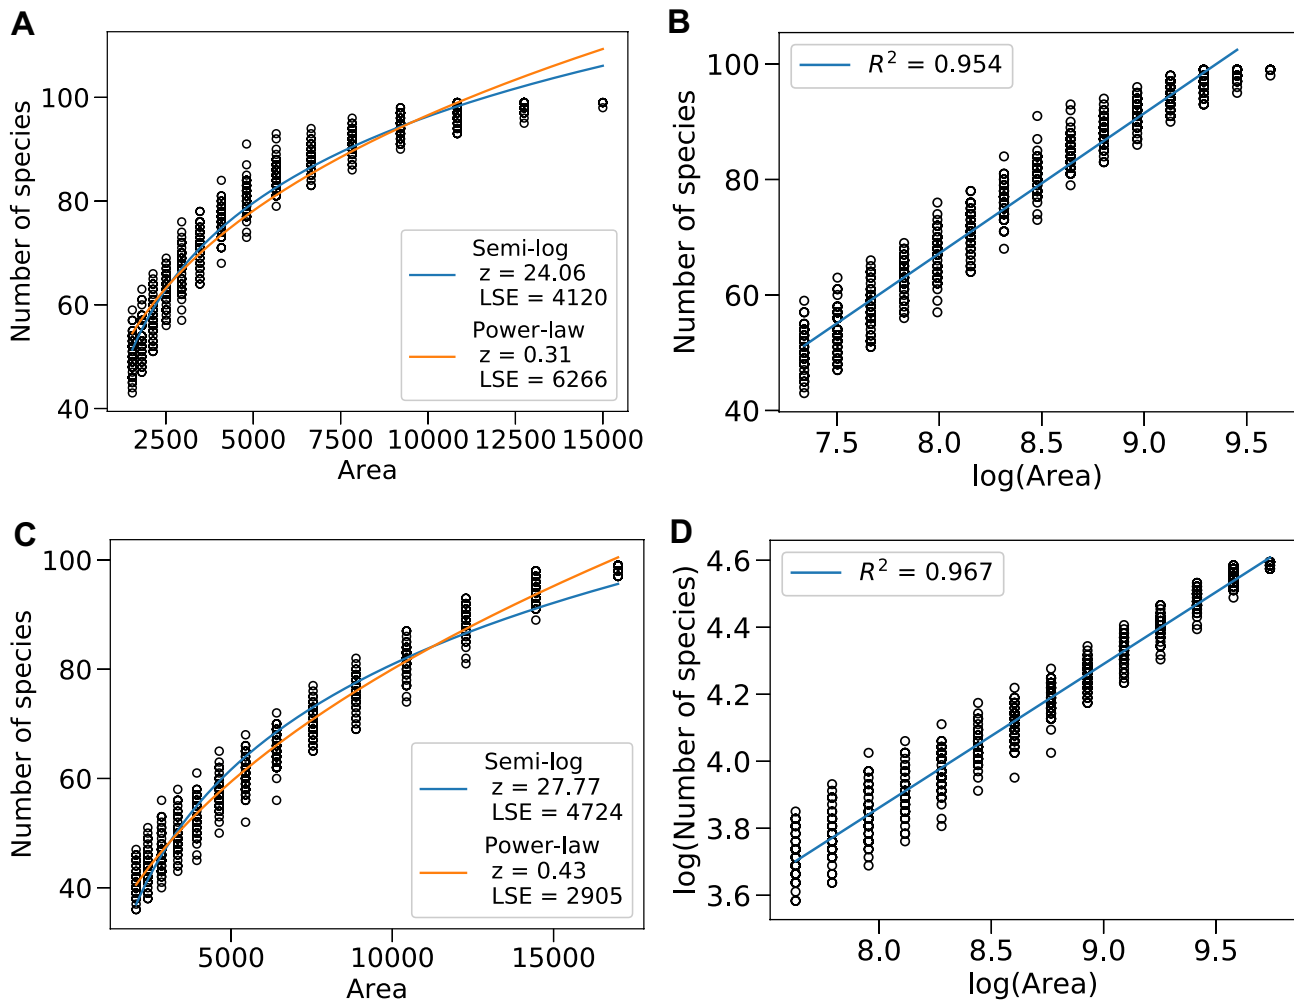 A
Number of species
100
80
60
40
2500
5000
7500
10000
12500
15000
Area
Semi-log
z = 24.06
LSE = 4120
Power-law
z = 0.31
LSE = 6266
B
Number of species
100
80
60
40
7.5
8.0
8.5
9.0
9.5
log(Area)
R² = 0.954
C
Number of species
100
80
60
40
5000
10000
15000
Area
Semi-log
z = 27.77
LSE = 4724
Power-law
z = 0.43
LSE = 2905
D
log(Number of species)
4.6
4.4
4.2
4.0
3.8
3.6
8.0
8.5
9.0
9.5
log(Area)
R² = 0.967